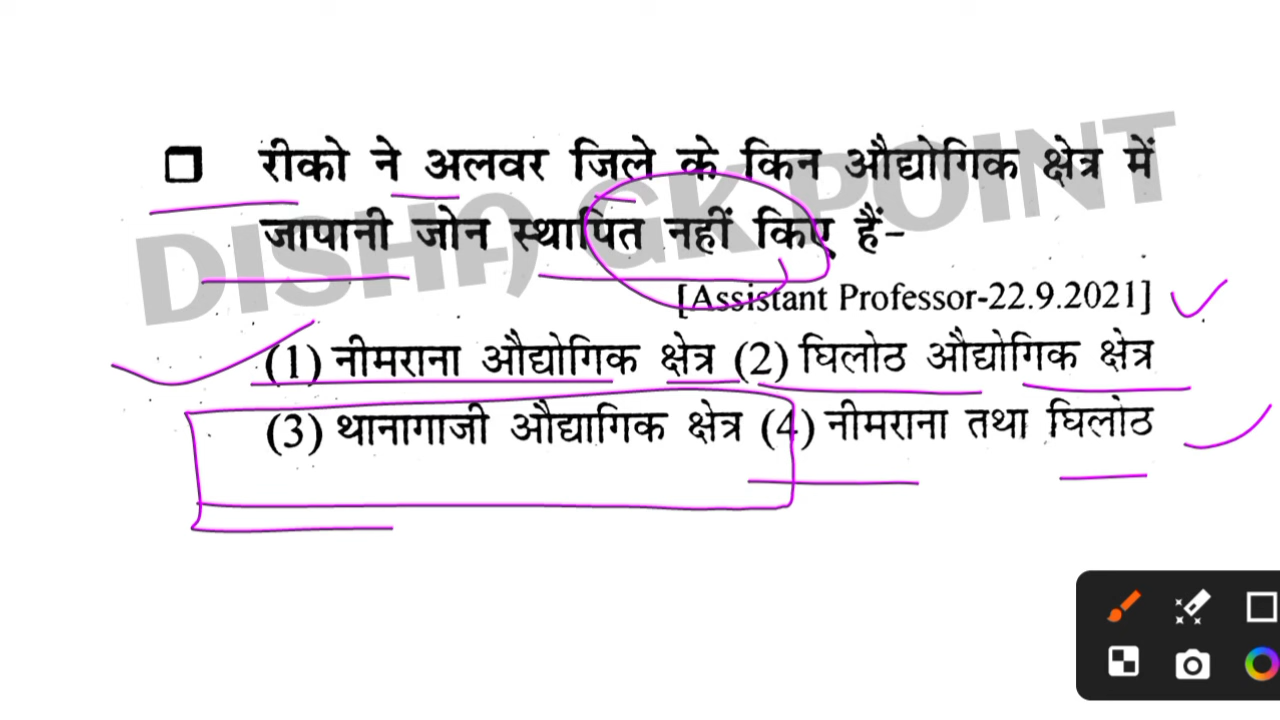 रीको ने अलवर जिले के किन औद्योगिक क्षेत्र में
जापानी जोन स्थापित नहीं किए हैं-
[Assistant Professor-22.9.2021]
(1) नीमराना औद्योगिक क्षेत्र (2) घिलोठ औद्योगिक क्षेत्र
(3) थानागाजी औद्यागिक क्षेत्र (4) नीमराना तथा घिलोठ
DISHA GK POINT